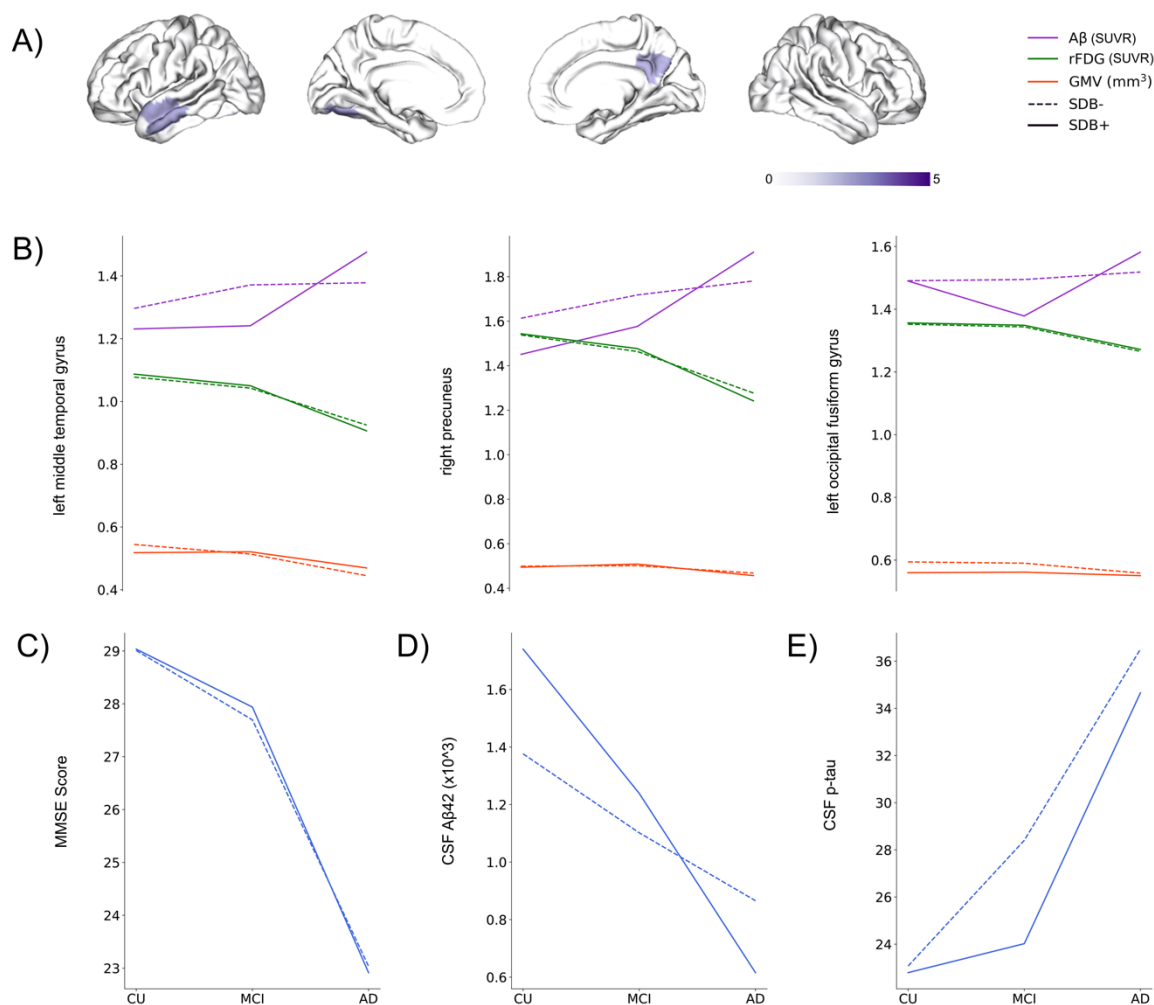 A)
Aβ (SUVR)
rFDG (SUVR)
GMV (mm³)
SDB-
SDB+
0
5
B)
left middle temporal gyrus
1.4
1.2
1.0
0.8
0.6
0.4
right precuneus
1.8
1.6
1.4
1.2
1.0
0.8
0.6
0.4
left occipital fusiform gyrus
1.6
1.4
1.2
1.0
0.8
0.6
C)
MMSE Score
29
28
27
26
25
24
23
CU MCI AD
D)
CSF Aβ42 (x10^3)
1.6
1.4
1.2
1.0
0.8
0.6
CU MCI AD
E)
CSF p-tau
36
34
32
30
28
26
24
CU MCI AD